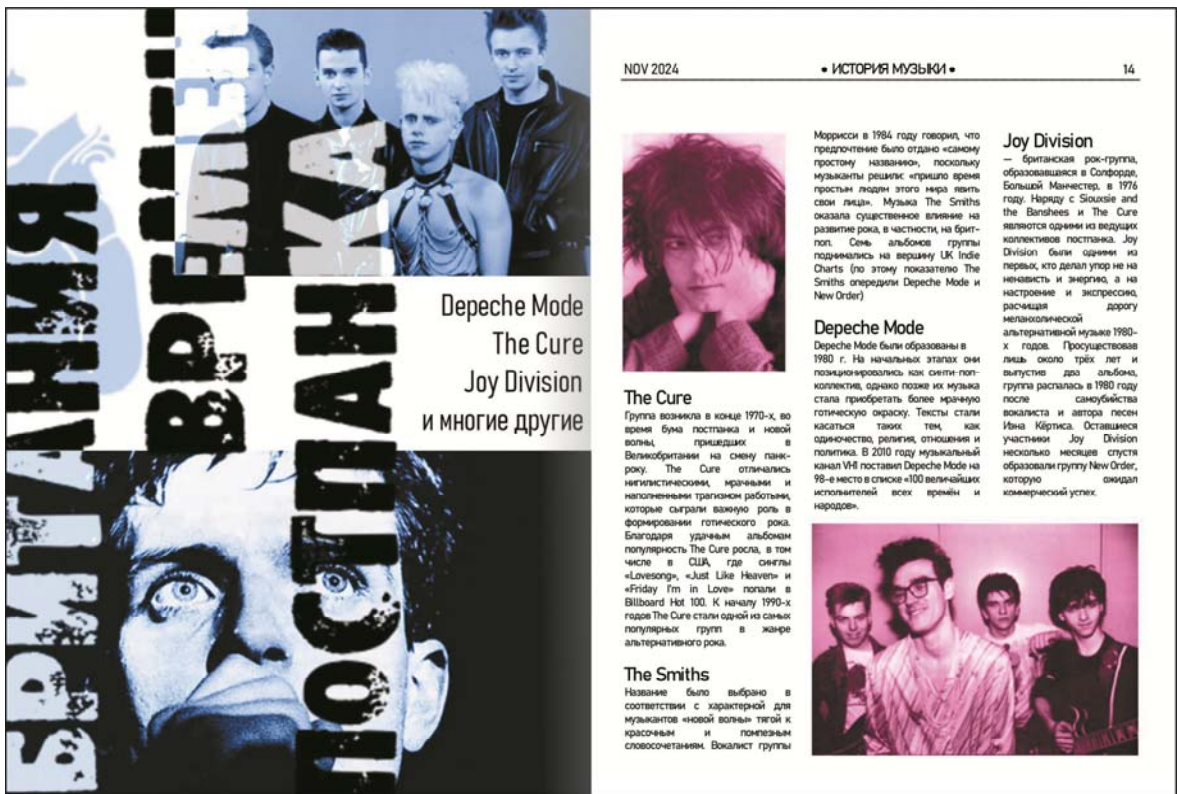 БРИТАНИЯ
ВРЕМЕН
ПОСТПАНКА
Depeche Mode
The Cure
Joy Division
и многие другие
NOV 2024
• ИСТОРИЯ МУЗЫКИ •
14
The Cure
Группа возникла в конце 1970-х, во
время бума постпанка и новой
волны, пришедших в
Великобритании на смену панк-
року. The Cure отличались
нигилистическими, мрачными и
наполненными трагизмом работыми,
которые сыграли важную роль в
формировании готического рока.
Благодаря удачным альбомам
популярность The Cure росла, в том
числе в США, где синглы
«Lovesong», «Just Like Heaven» и
«Friday I'm in Love» попали в
Billboard Hot 100. К началу 1990-х
годов The Cure стали одной из самых
популярных групп в жанре
альтернативного рока.
The Smiths
Название было выбрано в
соответствии с характерной для
музыкантов «новой волны» тягой к
красочным и помпезным
словосочетаниям. Вокалист группы
Моррисси в 1984 году говорил, что
предпочтение было отдано «самому
простому названию», поскольку
музыканты решили: «пришло время
простым людям этого мира явить
свои лица». Музыка The Smiths
оказала существенное влияние на
развитие рока, в частности, на брит-
поп. Семь альбомов группы
поднимались на вершину UK Indie
Charts (по этому показателю The
Smiths опередили Depeche Mode и
New Order)
Depeche Mode
Depeche Mode были образованы в
1980 г. На начальных этапах они
позиционировались как синти-поп-
коллектив, однако позже их музыка
стала приобретать более мрачную
готическую окраску. Тексты стали
касаться таких тем, как
одиночество, религия, отношения и
политика. В 2010 году музыкальный
канал VH1 поставил Depeche Mode на
98-е место в списке «100 величайших
исполнителей всех времён и
народов».
Joy Division
— британская рок-группа,
образовавшаяся в Солфорде,
Большой Манчестер, в 1976
году. Наряду с Siouxsie and
the Banshees и The Cure
являются одними из ведущих
коллективов постпанка. Joy
Division были одними из
первых, кто делал упор не на
ненависть и энергию, а на
настроение и экспрессию,
расчищая дорогу
меланхолической
альтернативной музыке 1980-
х годов. Просуществовав
лишь около трёх лет и
выпустив два альбома,
группа распалась в 1980 году
после самоубийства
вокалиста и автора песен
Иэна Кёртиса. Оставшиеся
участники Joy Division
несколько месяцев спустя
образовали группу New Order,
которую ожидал
коммерческий успех.